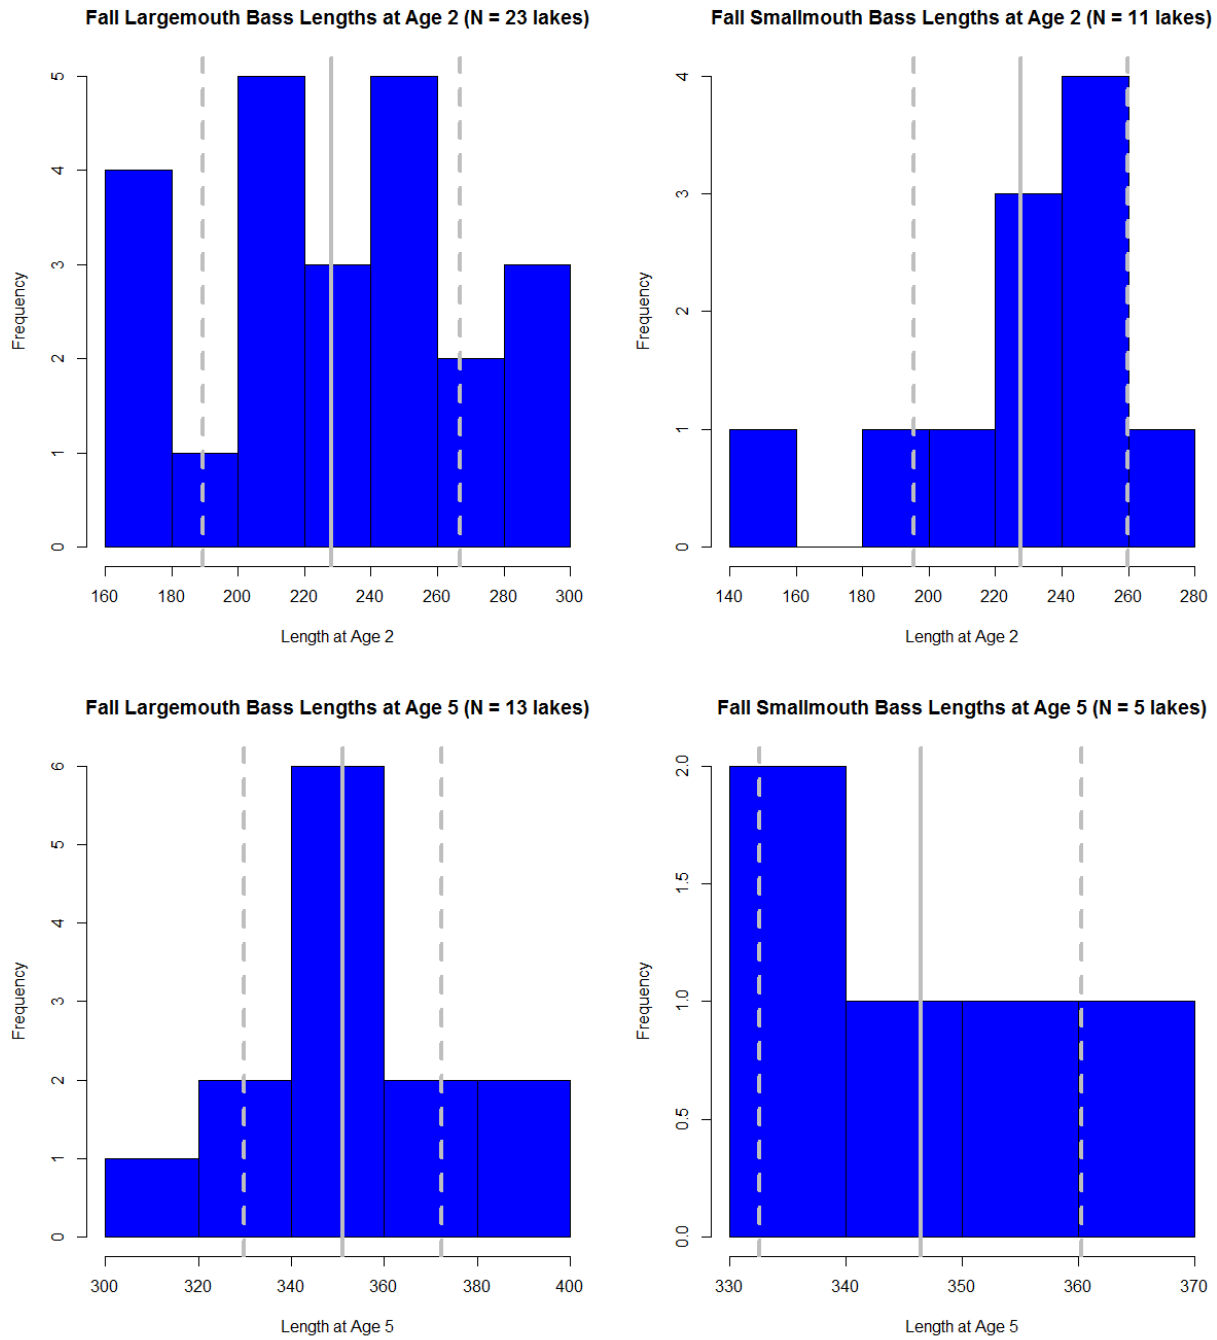 Fall Largemouth Bass Lengths at Age 2 (N = 23 lakes)
Frequency
5
4
3
2
1
0
160 180 200 220 240 260 280 300
Length at Age 2
Fall Smallmouth Bass Lengths at Age 2 (N = 11 lakes)
Frequency
4
3
2
1
0
140 160 180 200 220 240 260 280
Length at Age 2
Fall Largemouth Bass Lengths at Age 5 (N = 13 lakes)
Frequency
6
5
4
3
2
1
0
300 320 340 360 380 400
Length at Age 5
Fall Smallmouth Bass Lengths at Age 5 (N = 5 lakes)
Frequency
2.0
1.5
1.0
0.5
0.0
330 340 350 360 370
Length at Age 5